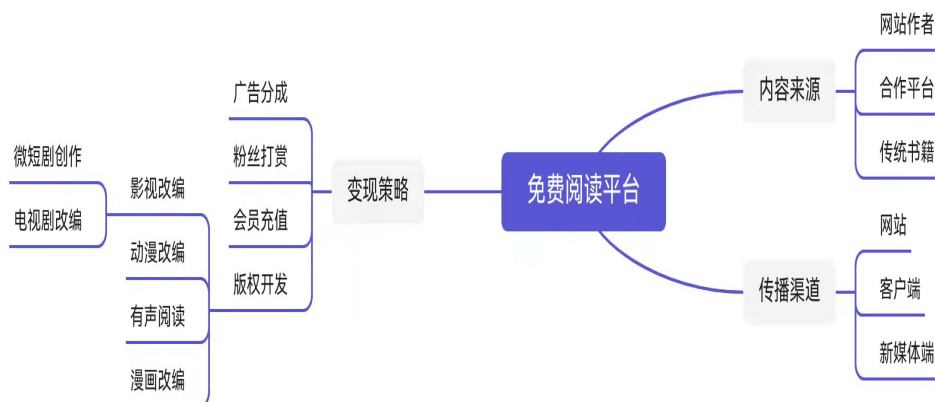 免费阅读平台
内容来源
网站作者
合作平台
传统书籍
传播渠道
网站
客户端
新媒体端
变现策略
广告分成
粉丝打赏
会员充值
版权开发
影视改编
微短剧创作
电视剧改编
动漫改编
有声阅读
漫画改编